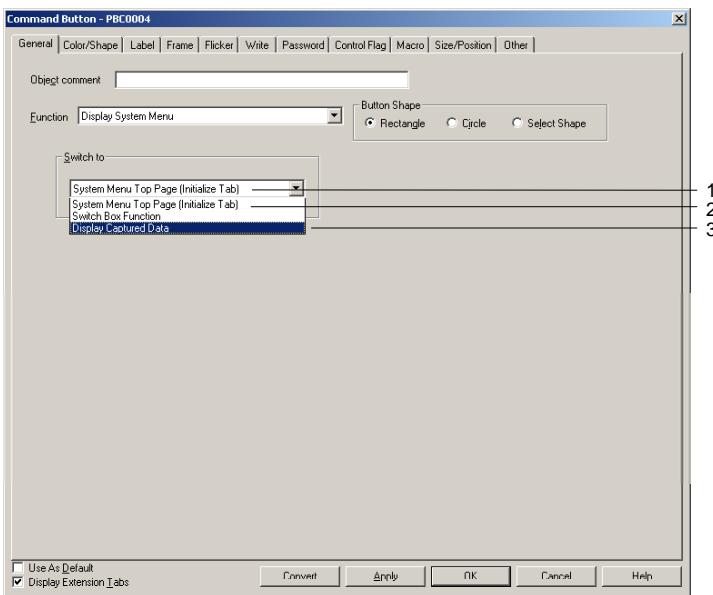 Command Button - PBC0004
General Color/Shape Label Frame Flicker Write Password Control Flag Macro Size/Position Other
Object comment
Function Display System Menu
Button Shape
Rectangle Circle Select Shape
Switch to
System Menu Top Page (Initialize Tab) 1
System Menu Top Page (Initialize Tab) 2
Switch Box Function
Display Captured Data 3
Use As Default
Display Extension Tabs
Convert Apply OK Cancel Help